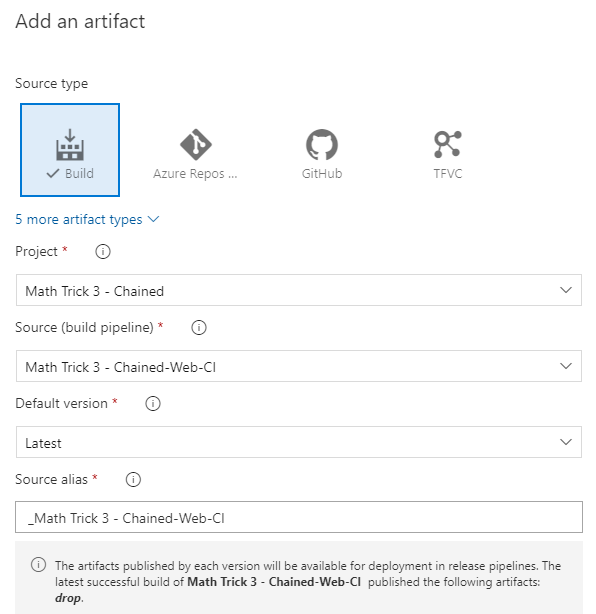 Add an artifact
Source type
Build
Azure Repos ...
GitHub
TFVC
5 more artifact types
Project *
Math Trick 3 - Chained
Source (build pipeline) *
Math Trick 3 - Chained-Web-CI
Default version *
Latest
Source alias *
_Math Trick 3 - Chained-Web-CI
The artifacts published by each version will be available for deployment in release pipelines. The
latest successful build of Math Trick 3 - Chained-Web-CI published the following artifacts:
drop.